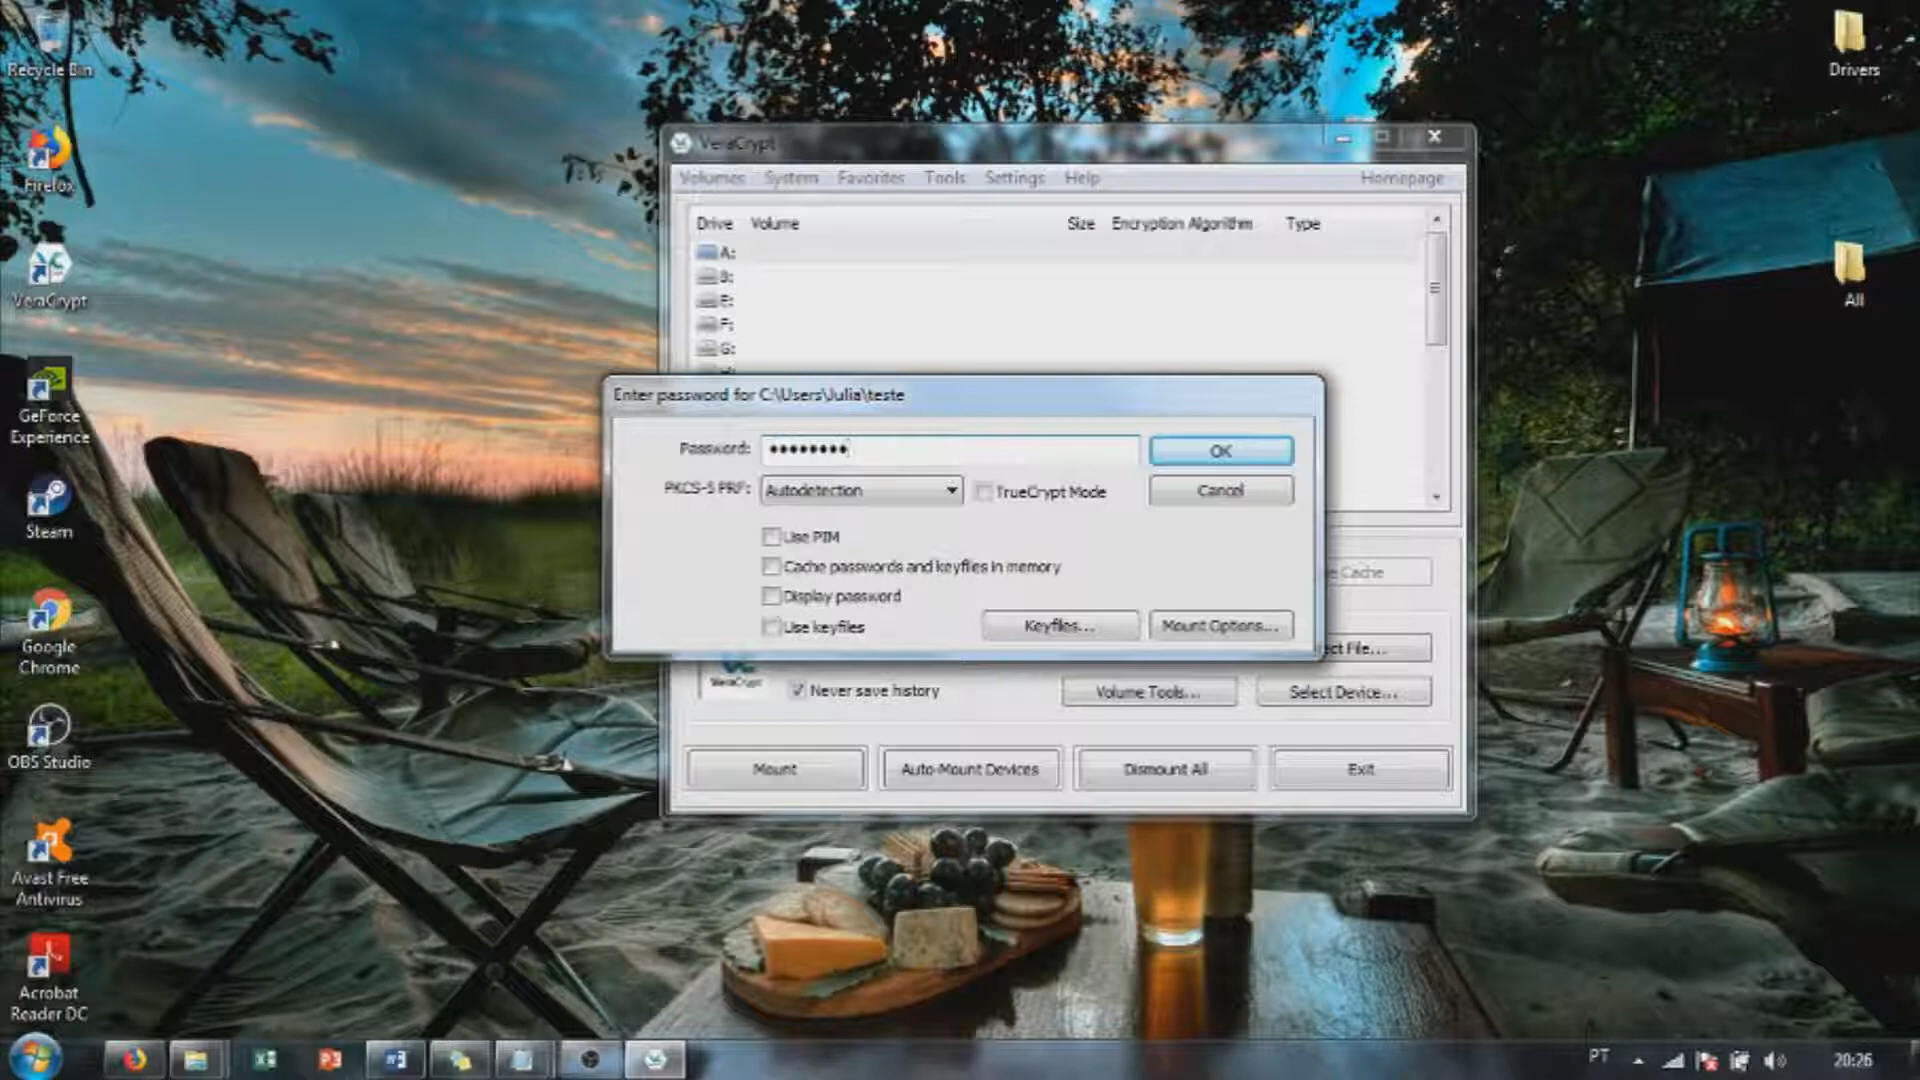 Recycle Bin
Firefox
VeraCrypt
GeForce
Experience
Steam
Google
Chrome
OBS Studio
Avast Free
Antivirus
Acrobat
Reader DC
Drivers
All
VeraCrypt
Volumes System Favorites Tools Settings Help Homepage
Drive Volume Size Encryption Algorithm Type
A:
B:
E:
F:
G:
Enter password for C:\Users\Julia\teste
Password: ●●●●●●●● OK
PKCS-5 PRF: Autodetection TrueCrypt Mode Cancel
Use PIM
Cache passwords and keyfiles in memory
Display password
Use keyfiles Keyfiles... Mount Options...
Cache
File...
VeraCrypt
Never save history Volume Tools... Select Device...
Mount Auto-Mount Devices Dismount All Exit
PT 20:26